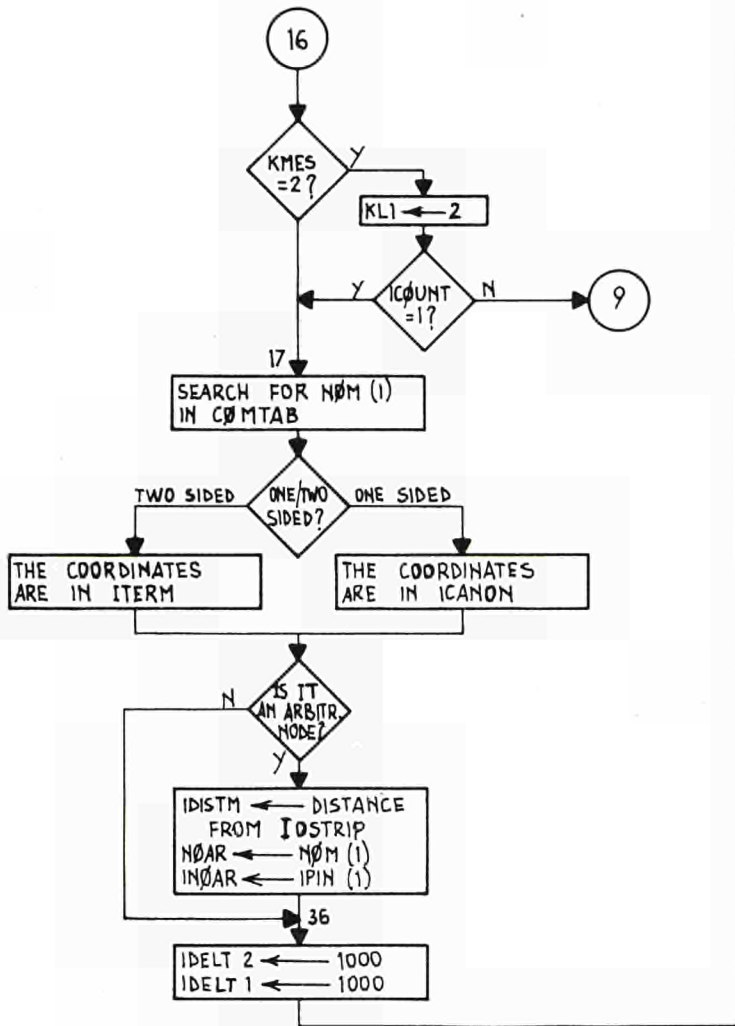 16
KMES
=2?
Y
KL1 ← 2
ICØUNT
=1?
Y
N
9
17
SEARCH FOR NØM (1)
IN CØMTAB
ONE/TWO
SIDED?
TWO SIDED
ONE SIDED
THE COORDINATES
ARE IN ITERM
THE COORDINATES
ARE IN ICANON
IS IT
AN ARBITR.
NODE?
N
Y
IDISTM ← DISTANCE
FROM IOSTRIP
NØAR ← NØM (1)
INØAR ← IPIN (1)
36
IDELT 2 ← 1000
IDELT 1 ← 1000